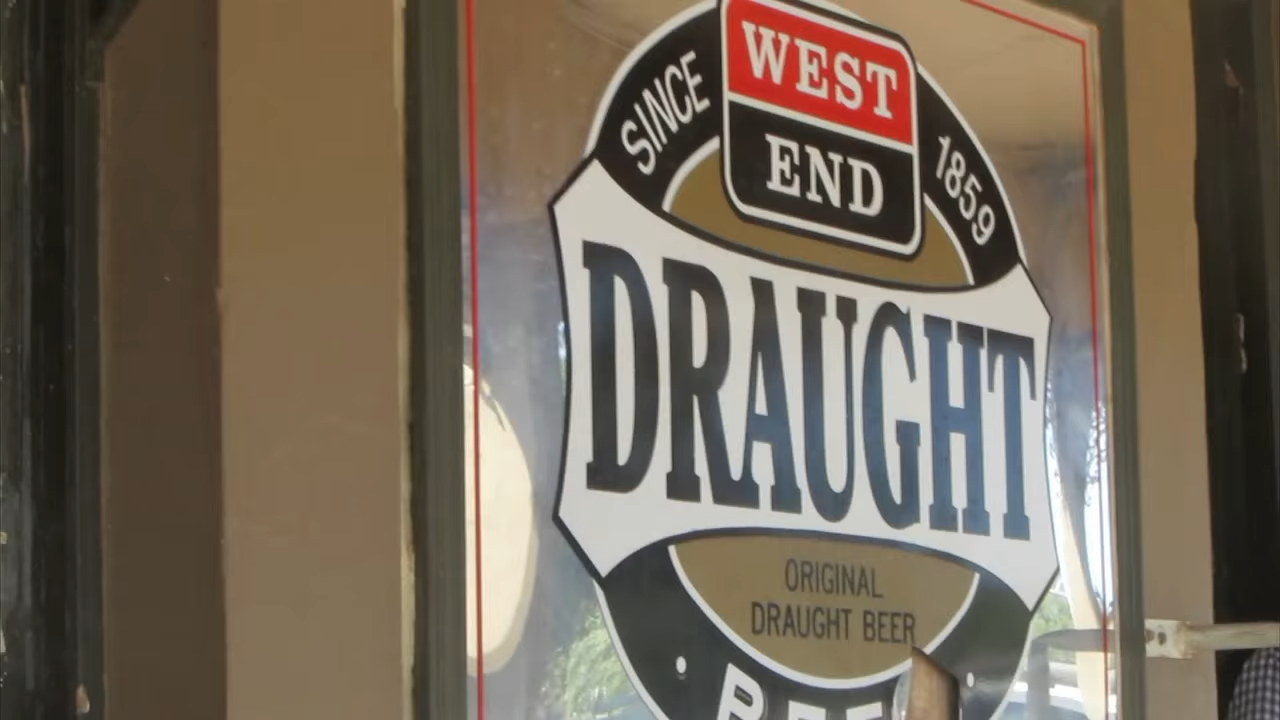 SINCE
WEST
END
1859
DRAUGHT
ORIGINAL
DRAUGHT BEER